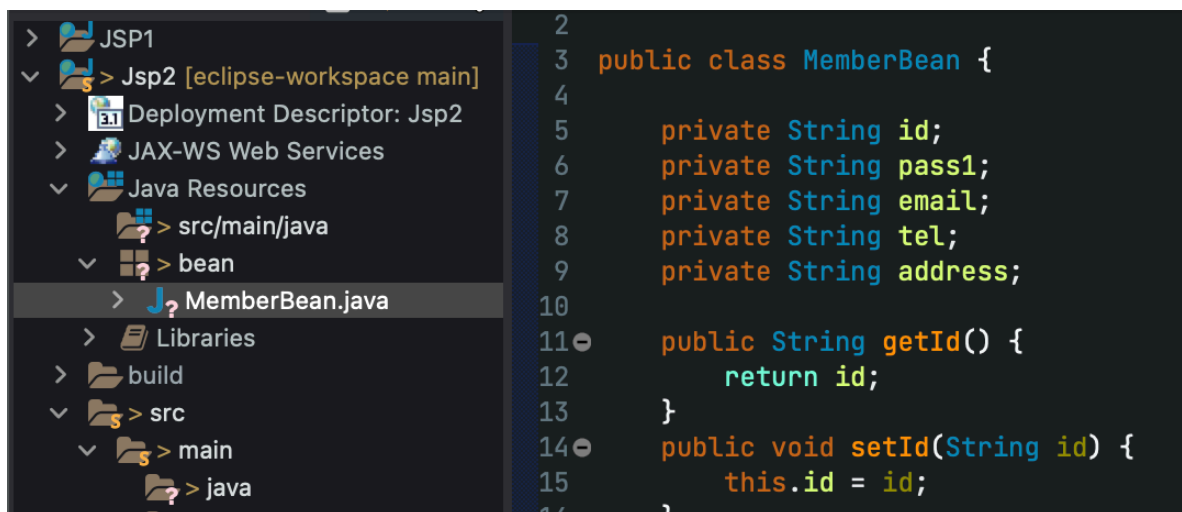 > JSP1
> Jsp2 [eclipse-workspace main]
3.1 Deployment Descriptor: Jsp2
JAX-WS Web Services
Java Resources
> src/main/java
> bean
MemberBean.java
Libraries
build
> src
> main
> java
2
3 public class MemberBean {
4
5 private String id;
6 private String pass1;
7 private String email;
8 private String tel;
9 private String address;
10
11 public String getId() {
12 return id;
13 }
14 public void setId(String id) {
15 this.id = id;